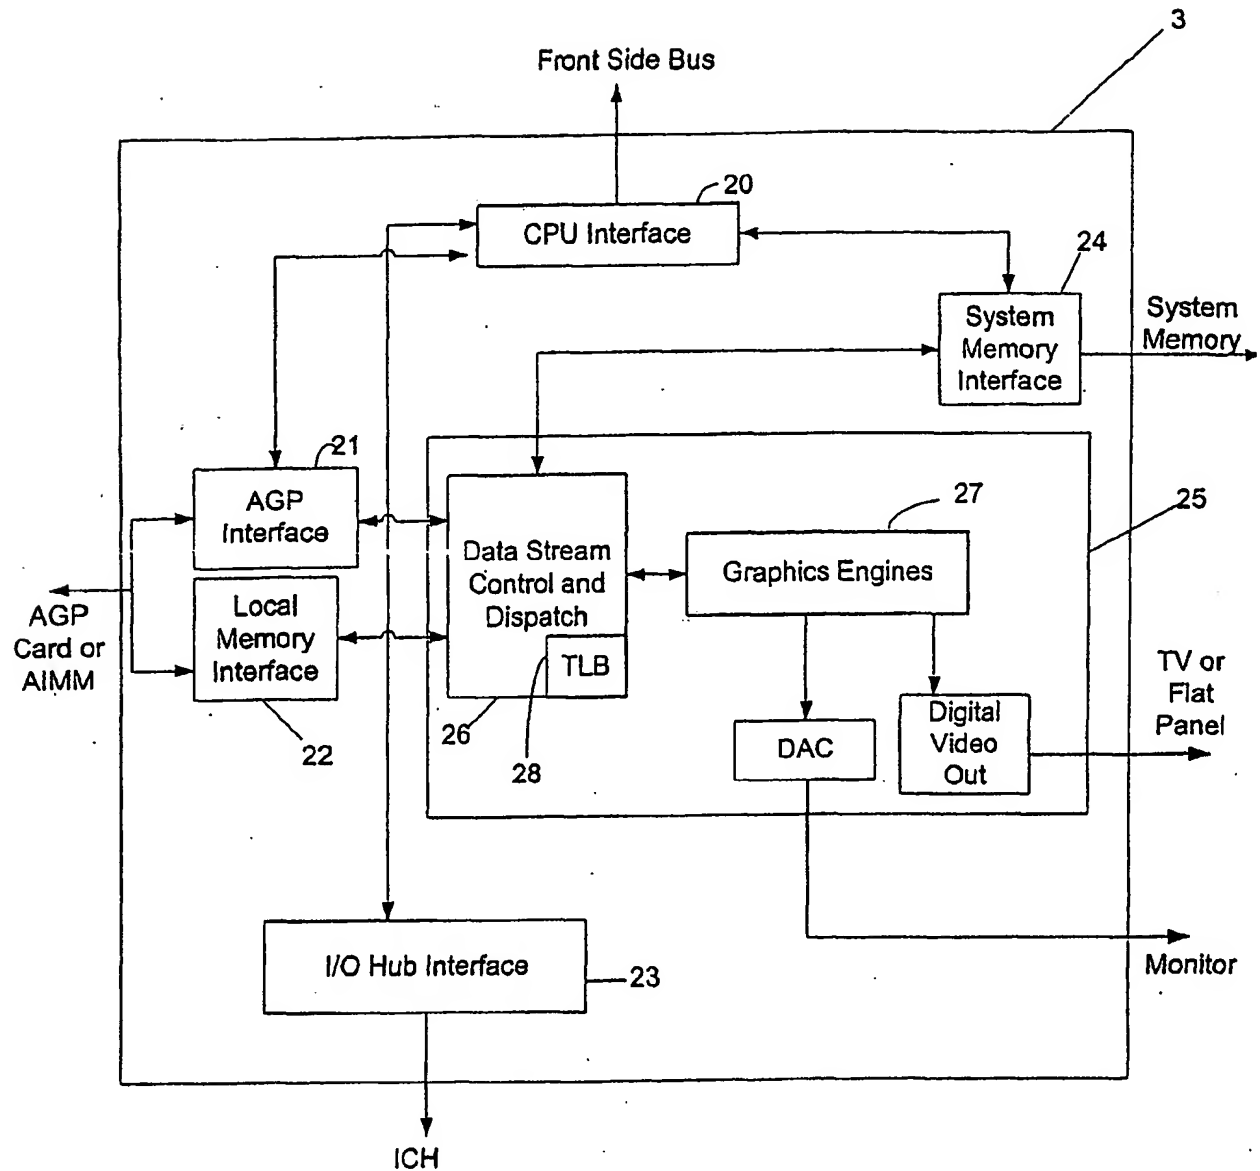 3
Front Side Bus
20
CPU Interface
24
System
Memory
Interface
System
Memory
21
AGP
Interface
AGP
Card or
AIMM
Local
Memory
Interface
22
Data Stream
Control and
Dispatch
TLB
26
28
27
Graphics Engines
25
DAC
Digital
Video
Out
TV or
Flat
Panel
Monitor
I/O Hub Interface
23
ICH